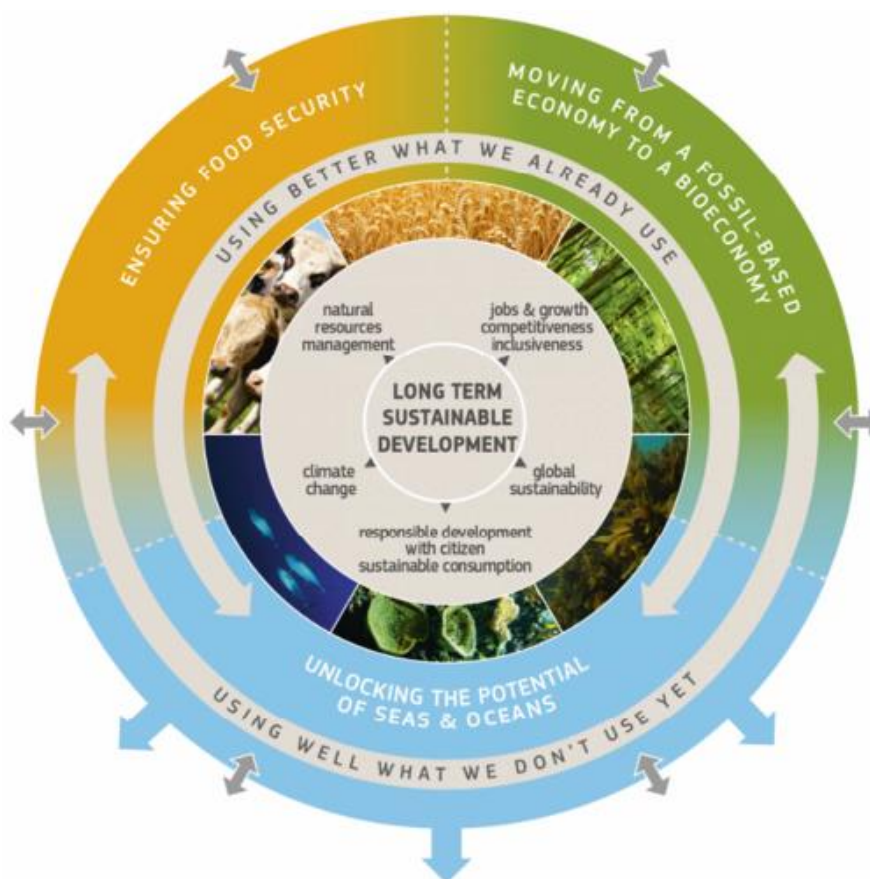 ENSURING FOOD SECURITY
MOVING FROM A FOSSIL-BASED
ECONOMY TO A BIOECONOMY
USING BETTER WHAT WE ALREADY USE
natural
resources
management
jobs & growth
competitiveness
inclusiveness
LONG TERM
SUSTAINABLE
DEVELOPMENT
climate
change
global
sustainability
responsible development
with citizen
sustainable consumption
UNLOCKING THE POTENTIAL
OF SEAS & OCEANS
USING WELL WHAT WE DON'T USE YET